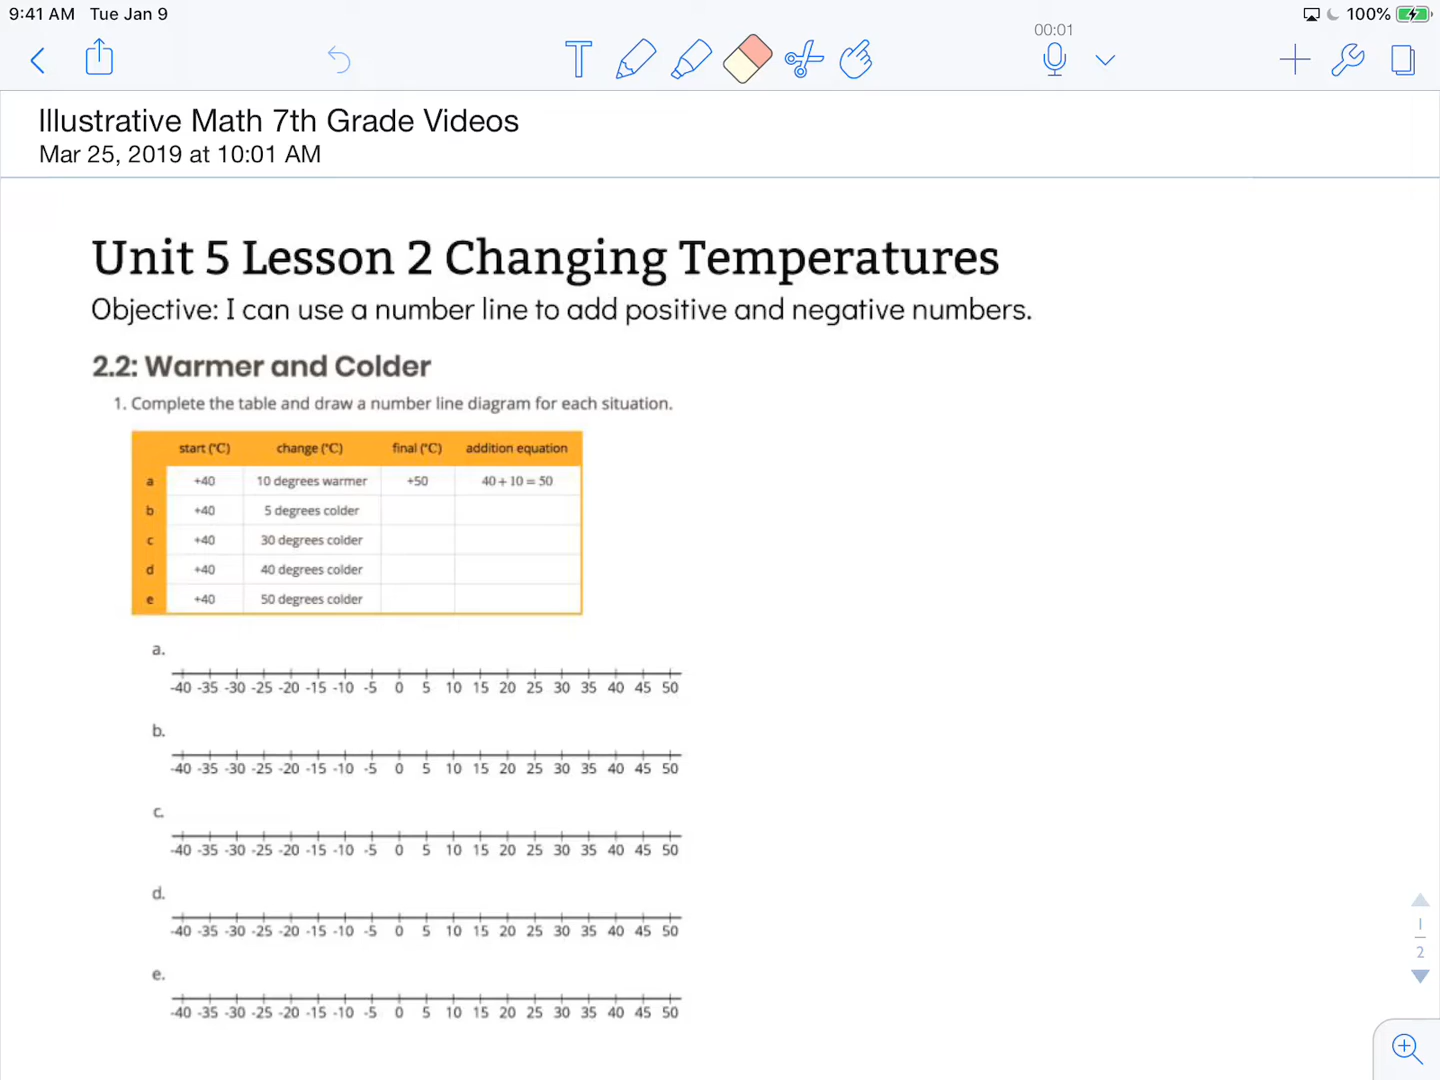 9:41 AM Tue Jan 9
100%
T
00:01
Illustrative Math 7th Grade Videos
Mar 25, 2019 at 10:01 AM
Unit 5 Lesson 2 Changing Temperatures
Objective: I can use a number line to add positive and negative numbers.
2.2: Warmer and Colder
1. Complete the table and draw a number line diagram for each situation.
start (°C) change (°C) final (°C) addition equation
a +40 10 degrees warmer +50 40 + 10 = 50
b +40 5 degrees colder
c +40 30 degrees colder
d +40 40 degrees colder
e +40 50 degrees colder
a.
-40 -35 -30 -25 -20 -15 -10 -5 0 5 10 15 20 25 30 35 40 45 50
b.
-40 -35 -30 -25 -20 -15 -10 -5 0 5 10 15 20 25 30 35 40 45 50
c.
-40 -35 -30 -25 -20 -15 -10 -5 0 5 10 15 20 25 30 35 40 45 50
d.
-40 -35 -30 -25 -20 -15 -10 -5 0 5 10 15 20 25 30 35 40 45 50
e.
-40 -35 -30 -25 -20 -15 -10 -5 0 5 10 15 20 25 30 35 40 45 50
1
2